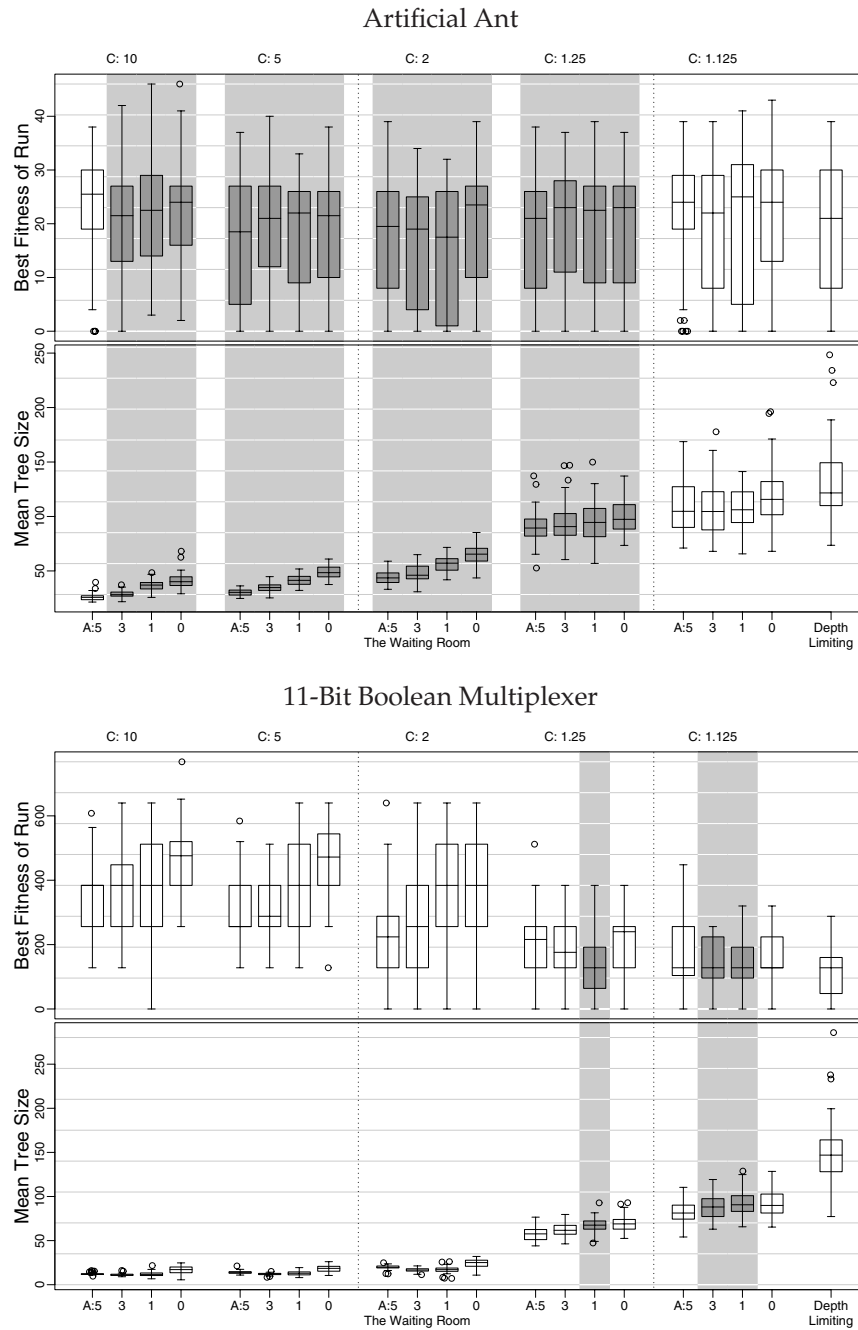 Artificial Ant
C: 10 C: 5 C: 2 C: 1.25 C: 1.125
Best Fitness of Run
40
30
20
10
0
Mean Tree Size
250
200
150
100
50
A:5 3 1 0 A:5 3 1 0 A:5 3 1 0 A:5 3 1 0 A:5 3 1 0 Depth
The Waiting Room Limiting
11-Bit Boolean Multiplexer
C: 10 C: 5 C: 2 C: 1.25 C: 1.125
Best Fitness of Run
600
400
200
0
Mean Tree Size
250
200
150
100
50
0
A:5 3 1 0 A:5 3 1 0 A:5 3 1 0 A:5 3 1 0 A:5 3 1 0 Depth
The Waiting Room Limiting